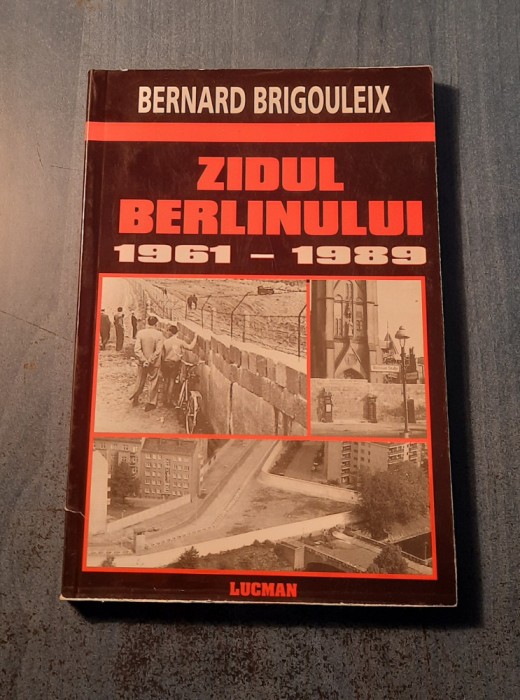 BERNARD BRIGOULEIX
ZIDUL
BERLINULUI
1961 - 1989
LUCMAN